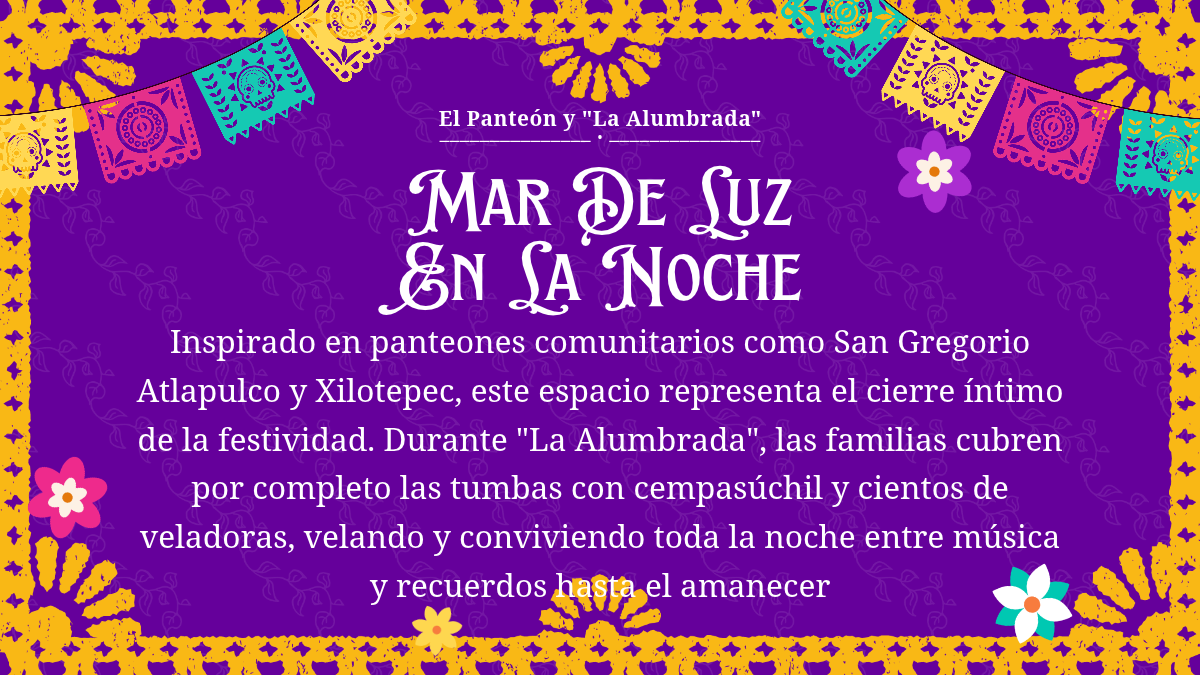 El Panteón y "La Alumbrada"
Mar De Luz
En La Noche
Inspirado en panteones comunitarios como San Gregorio
Atlapulco y Xilotepec, este espacio representa el cierre íntimo
de la festividad. Durante "La Alumbrada", las familias cubren
por completo las tumbas con cempasúchil y cientos de
veladoras, velando y conviviendo toda la noche entre música
y recuerdos hasta el amanecer